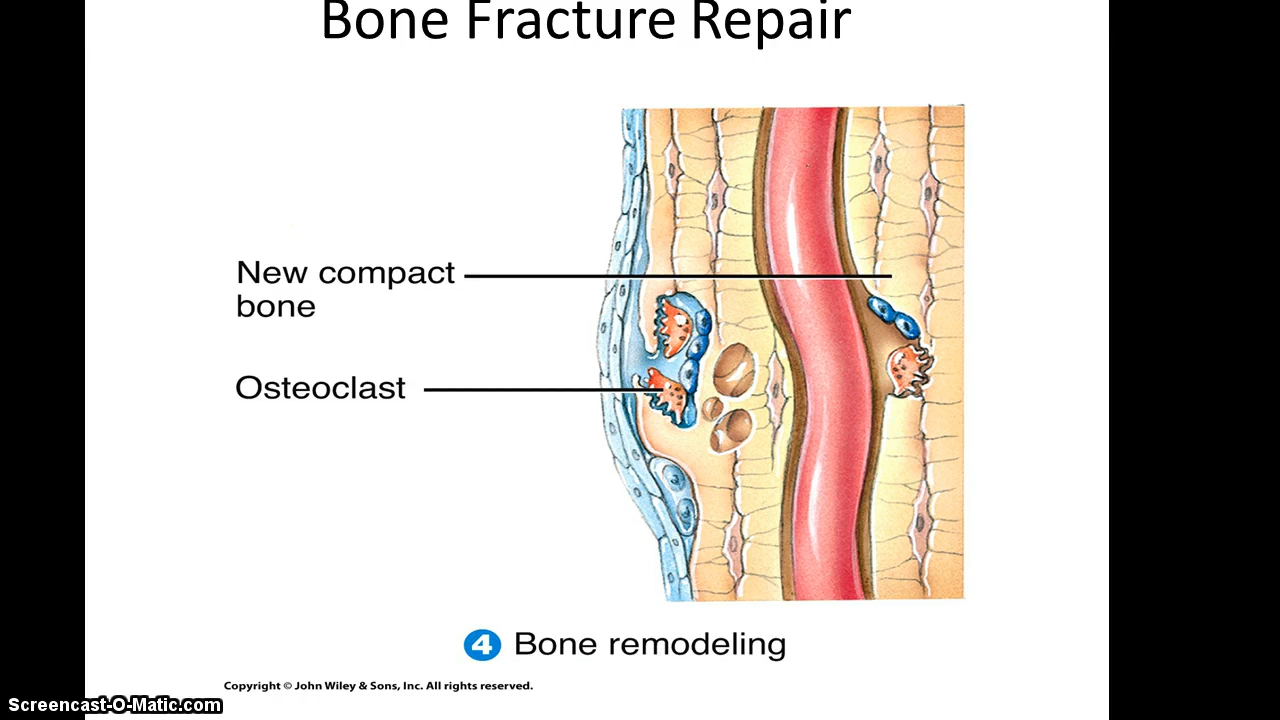 Bone Fracture Repair
New compact
bone
Osteoclast
4 Bone remodeling
Copyright © John Wiley & Sons, Inc. All rights reserved.
Screencast-O-Matic.com